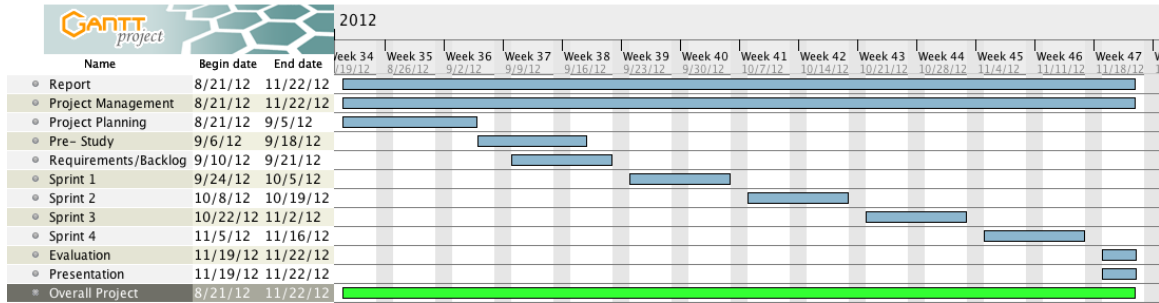 GANTT
project
2012
Week 34 Week 35 Week 36 Week 37 Week 38 Week 39 Week 40 Week 41 Week 42 Week 43 Week 44 Week 45 Week 46 Week 47
/19/12 8/26/12 9/2/12 9/9/12 9/16/12 9/23/12 9/30/12 10/7/12 10/14/12 10/21/12 10/28/12 11/4/12 11/11/12 11/18/12
Name Begin date End date
Report 8/21/12 11/22/12
Project Management 8/21/12 11/22/12
Project Planning 8/21/12 9/5/12
Pre- Study 9/6/12 9/18/12
Requirements/Backlog 9/10/12 9/21/12
Sprint 1 9/24/12 10/5/12
Sprint 2 10/8/12 10/19/12
Sprint 3 10/22/12 11/2/12
Sprint 4 11/5/12 11/16/12
Evaluation 11/19/12 11/22/12
Presentation 11/19/12 11/22/12
Overall Project 8/21/12 11/22/12